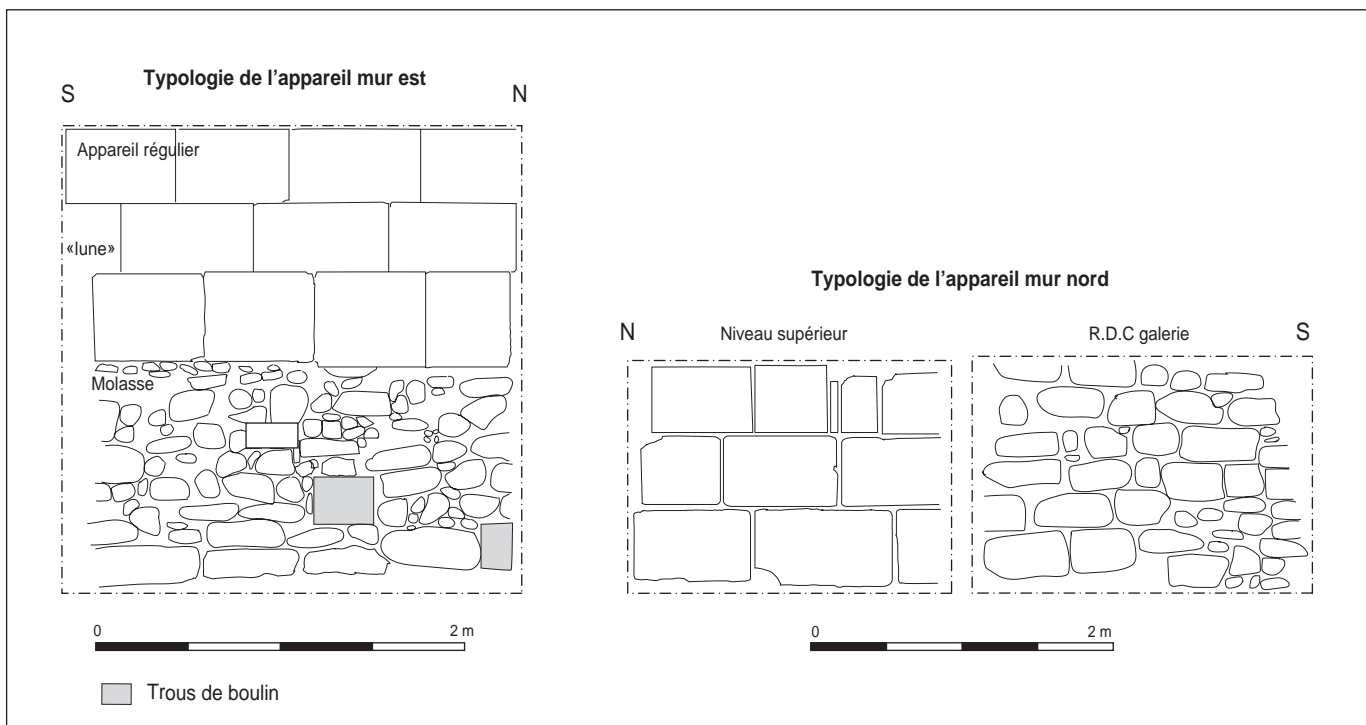 Typologie de l'appareil mur est
S N
Appareil régulier
«lune»
Molasse
0 2 m
Trous de boulin
Typologie de l'appareil mur nord
N Niveau supérieur R.D.C galerie S
0 2 m